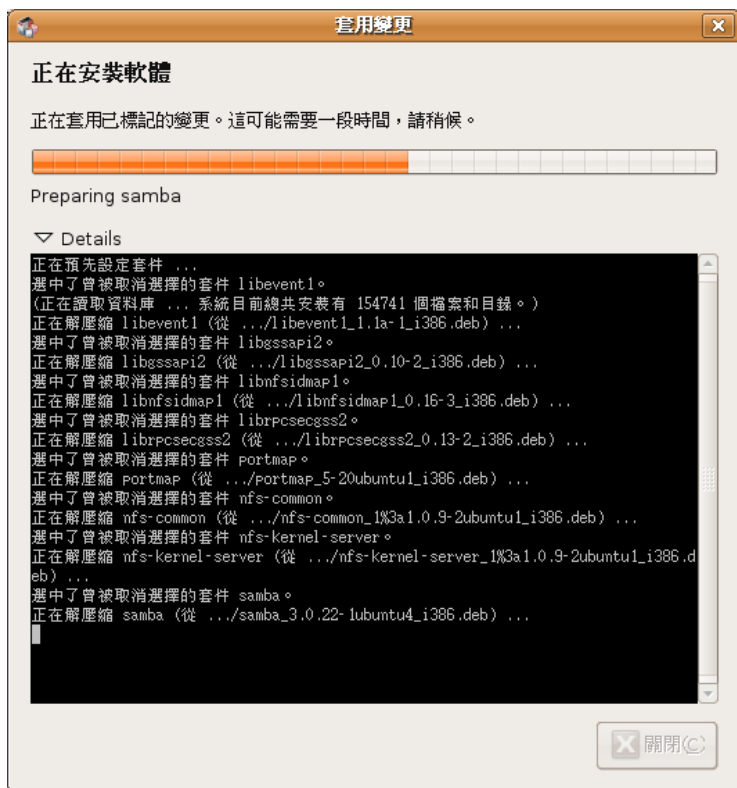 套用變更
正在安裝軟體
正在套用已標記的變更。這可能需要一段時間，請稍候。
Preparing samba
Details
正在預先設定套件 ...
選中了曾被取消選擇的套件 libevent1。
(正在讀取資料庫 ... 系統目前總共安裝有 154741 個檔案和目錄。)
正在解壓縮 libevent1 (從 .../libevent1_1.1a-1_i386.deb) ...
選中了曾被取消選擇的套件 libgssapi2。
正在解壓縮 libgssapi2 (從 .../libgssapi2_0.10-2_i386.deb) ...
選中了曾被取消選擇的套件 libnfsidmap1。
正在解壓縮 libnfsidmap1 (從 .../libnfsidmap1_0.16-3_i386.deb) ...
選中了曾被取消選擇的套件 librpcsecgss2。
正在解壓縮 librpcsecgss2 (從 .../librpcsecgss2_0.13-2_i386.deb) ...
選中了曾被取消選擇的套件 portmap。
正在解壓縮 portmap (從 .../portmap_5-20ubuntu1_i386.deb) ...
選中了曾被取消選擇的套件 nfs-common。
正在解壓縮 nfs-common (從 .../nfs-common_1%3a1.0.9-2ubuntu1_i386.deb) ...
選中了曾被取消選擇的套件 nfs-kernel-server。
正在解壓縮 nfs-kernel-server (從 .../nfs-kernel-server_1%3a1.0.9-2ubuntu1_i386.d
eb) ...
選中了曾被取消選擇的套件 samba。
正在解壓縮 samba (從 .../samba_3.0.22-1ubuntu4_i386.deb) ...
關閉(C)